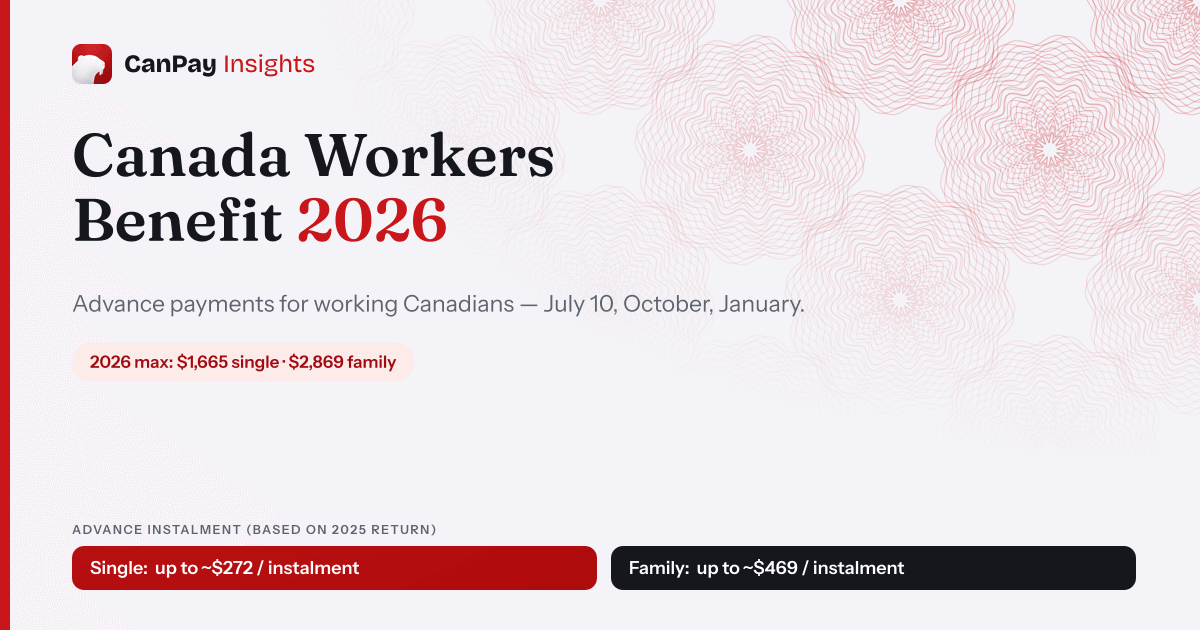 CanPay Insights
Canada Workers
Benefit 2026
Advance payments for working Canadians — July 10, October, January.
2026 max: $1,665 single · $2,869 family
ADVANCE INSTALMENT (BASED ON 2025 RETURN)
Single: up to ~$272 / instalment
Family: up to ~$469 / instalment